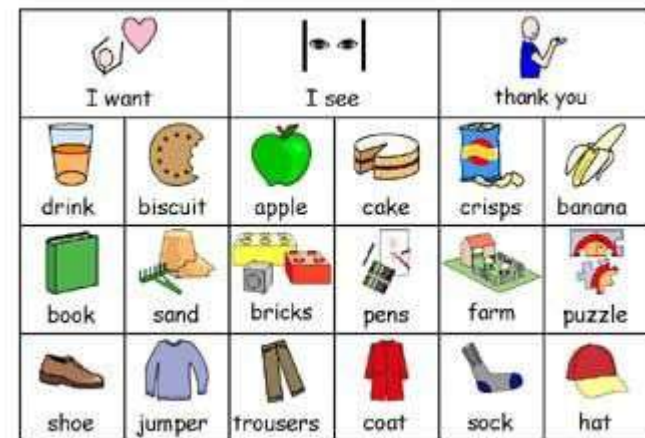 I want I see thank you
drink biscuit apple cake crisps banana
book sand bricks pens farm puzzle
shoe jumper trousers coat sock hat